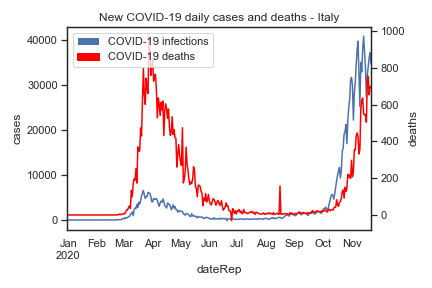 New COVID-19 daily cases and deaths - Italy
COVID-19 infections
COVID-19 deaths
cases
40000
30000
20000
10000
0
deaths
1000
800
600
400
200
0
Jan Feb Mar Apr May Jun Jul Aug Sep Oct Nov
2020
dateRep